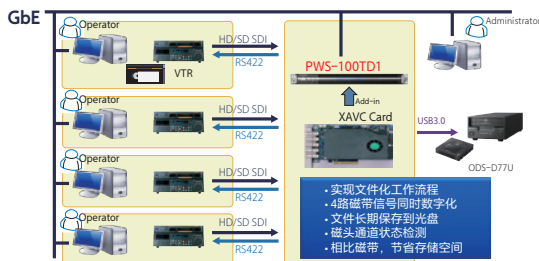 GbE
Operator
HD/SD SDI
RS422
VTR
Operator
HD/SD SDI
RS422
Operator
HD/SD SDI
RS422
Operator
HD/SD SDI
RS422
PWS-100TD1
Add-in
XAVC Card
USB3.0
ODS-D77U
Administrator
• 实现文件化工作流程
• 4路磁带信号同时数字化
• 文件长期保存到光盘
• 磁头通道状态检测
• 相比磁带，节省存储空间